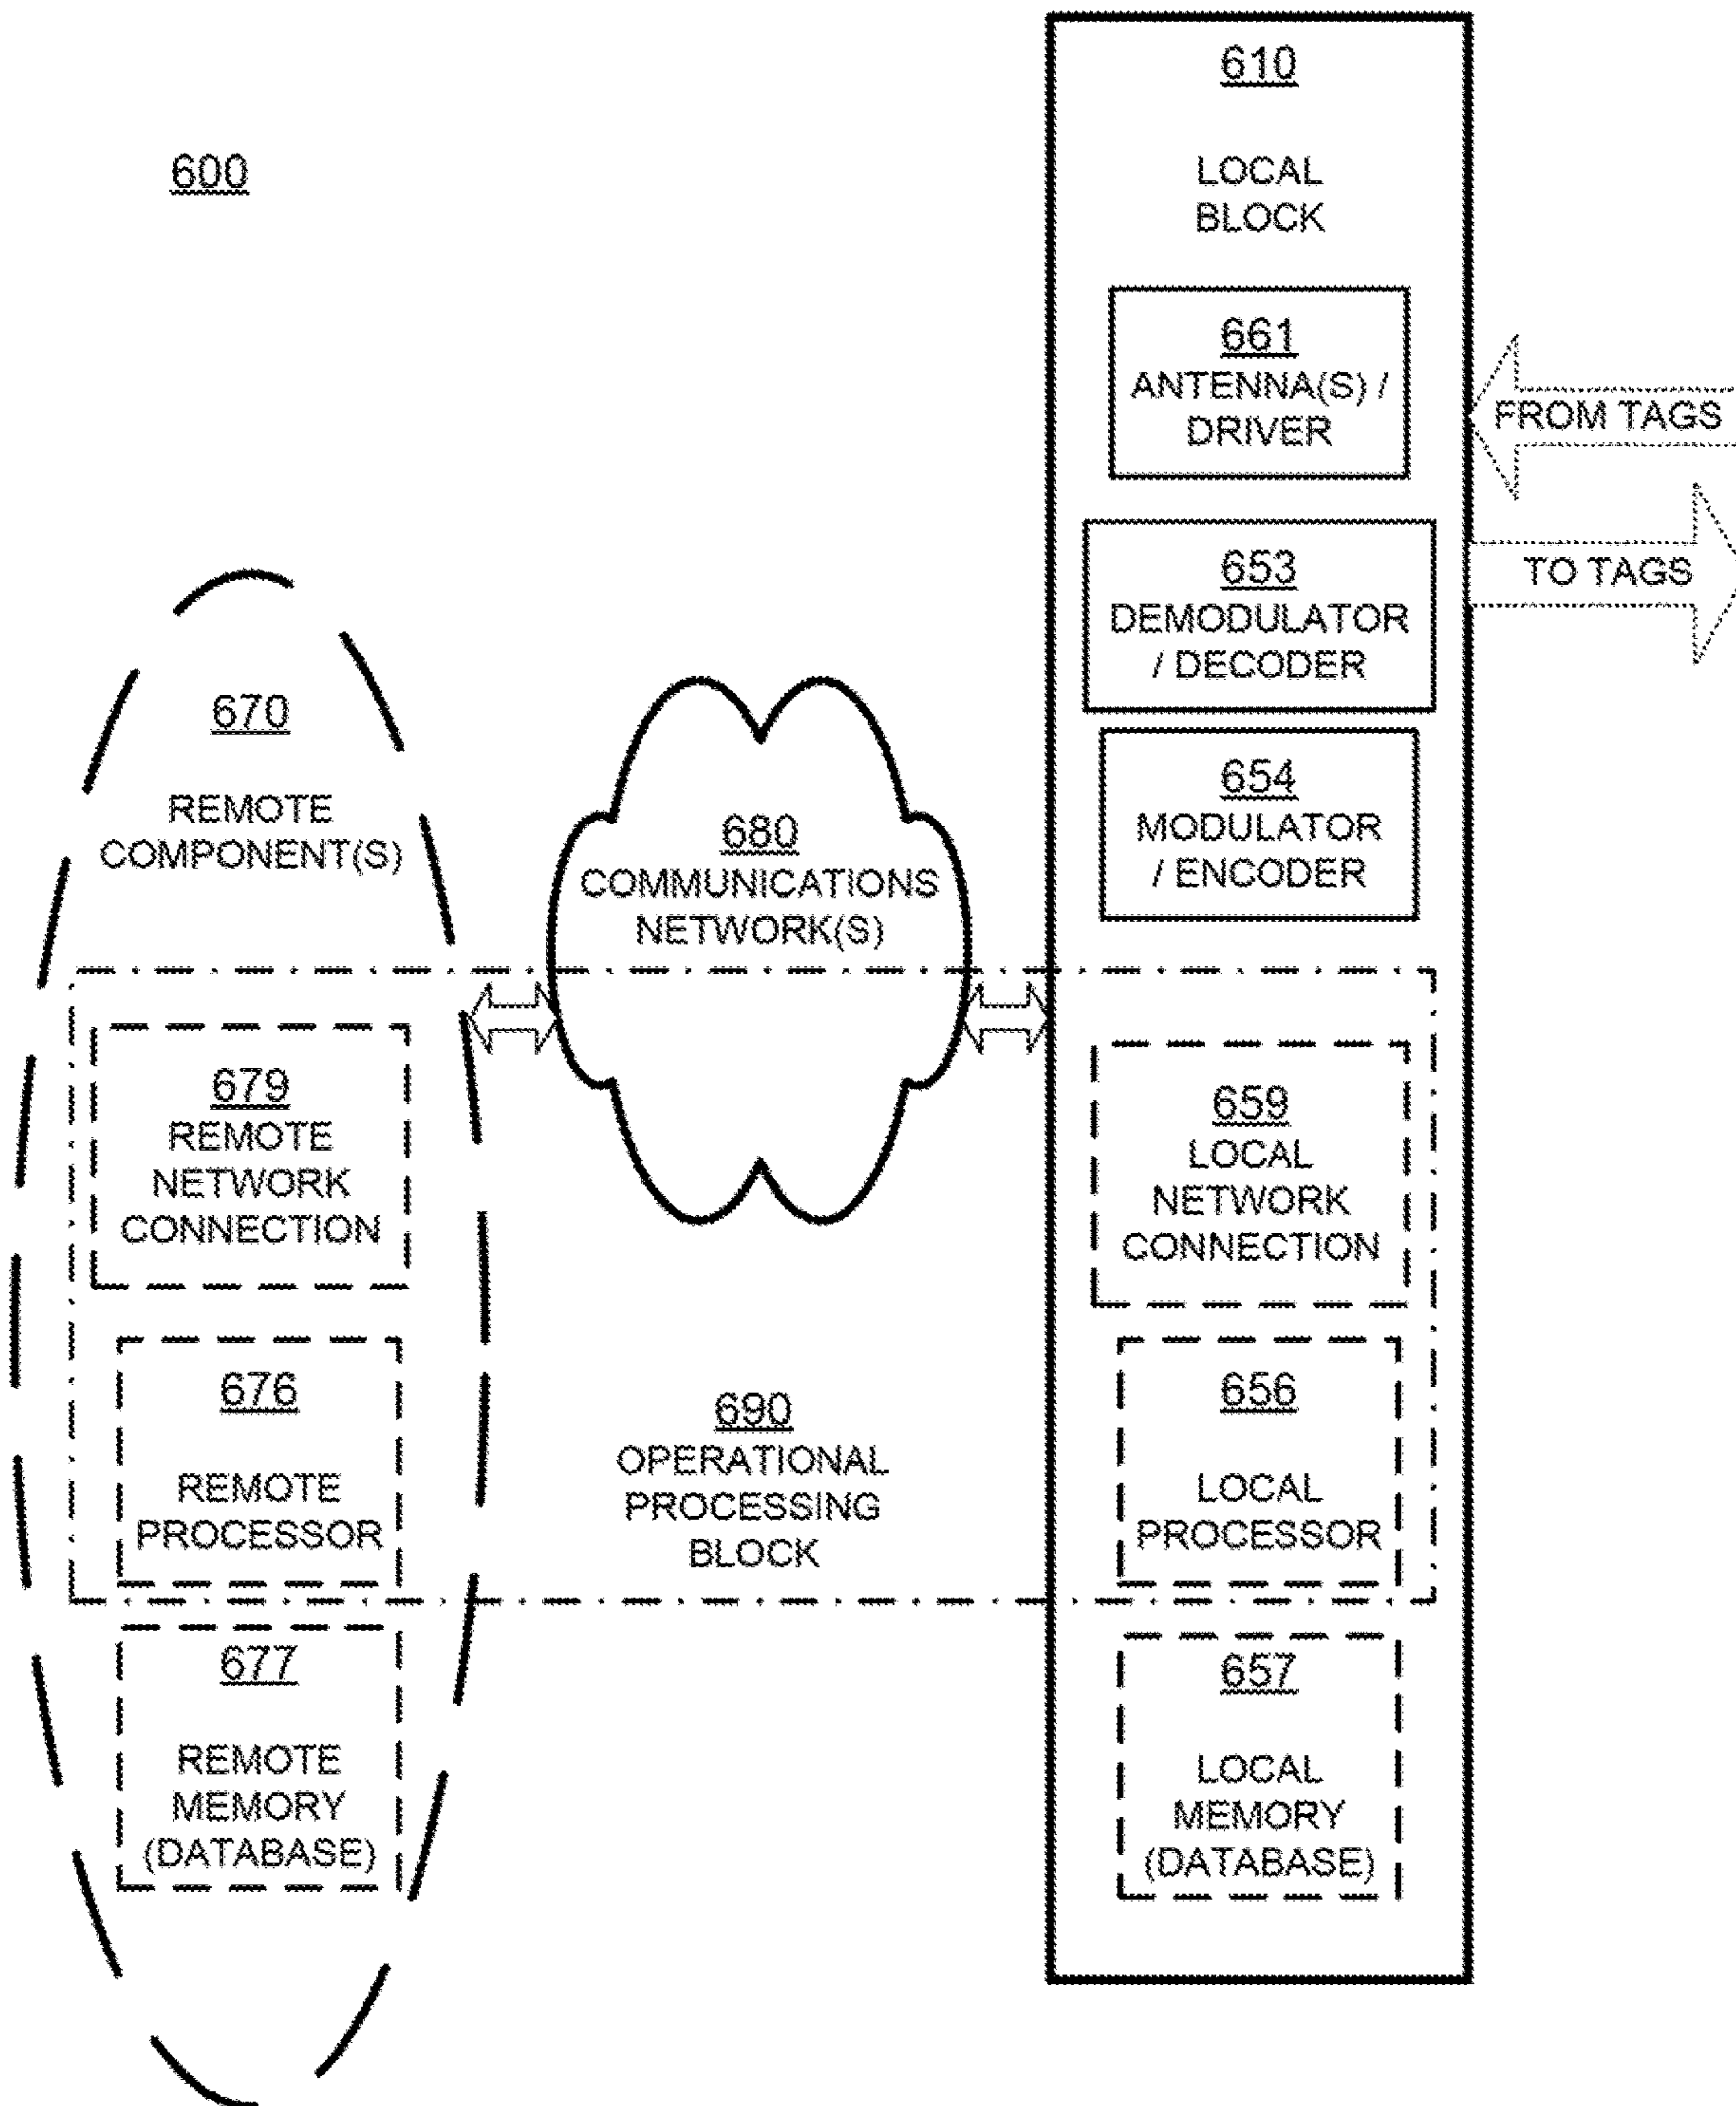 600
610
LOCAL
BLOCK
661
ANTENNA(S) /
DRIVER
FROM TAGS
653
DEMODULATOR
/ DECODER
TO TAGS
654
MODULATOR
/ ENCODER
670
REMOTE
COMPONENT(S)
680
COMMUNICATIONS
NETWORK(S)
679
REMOTE
NETWORK
CONNECTION
659
LOCAL
NETWORK
CONNECTION
676
REMOTE
PROCESSOR
690
OPERATIONAL
PROCESSING
BLOCK
656
LOCAL
PROCESSOR
677
REMOTE
MEMORY
(DATABASE)
657
LOCAL
MEMORY
(DATABASE)